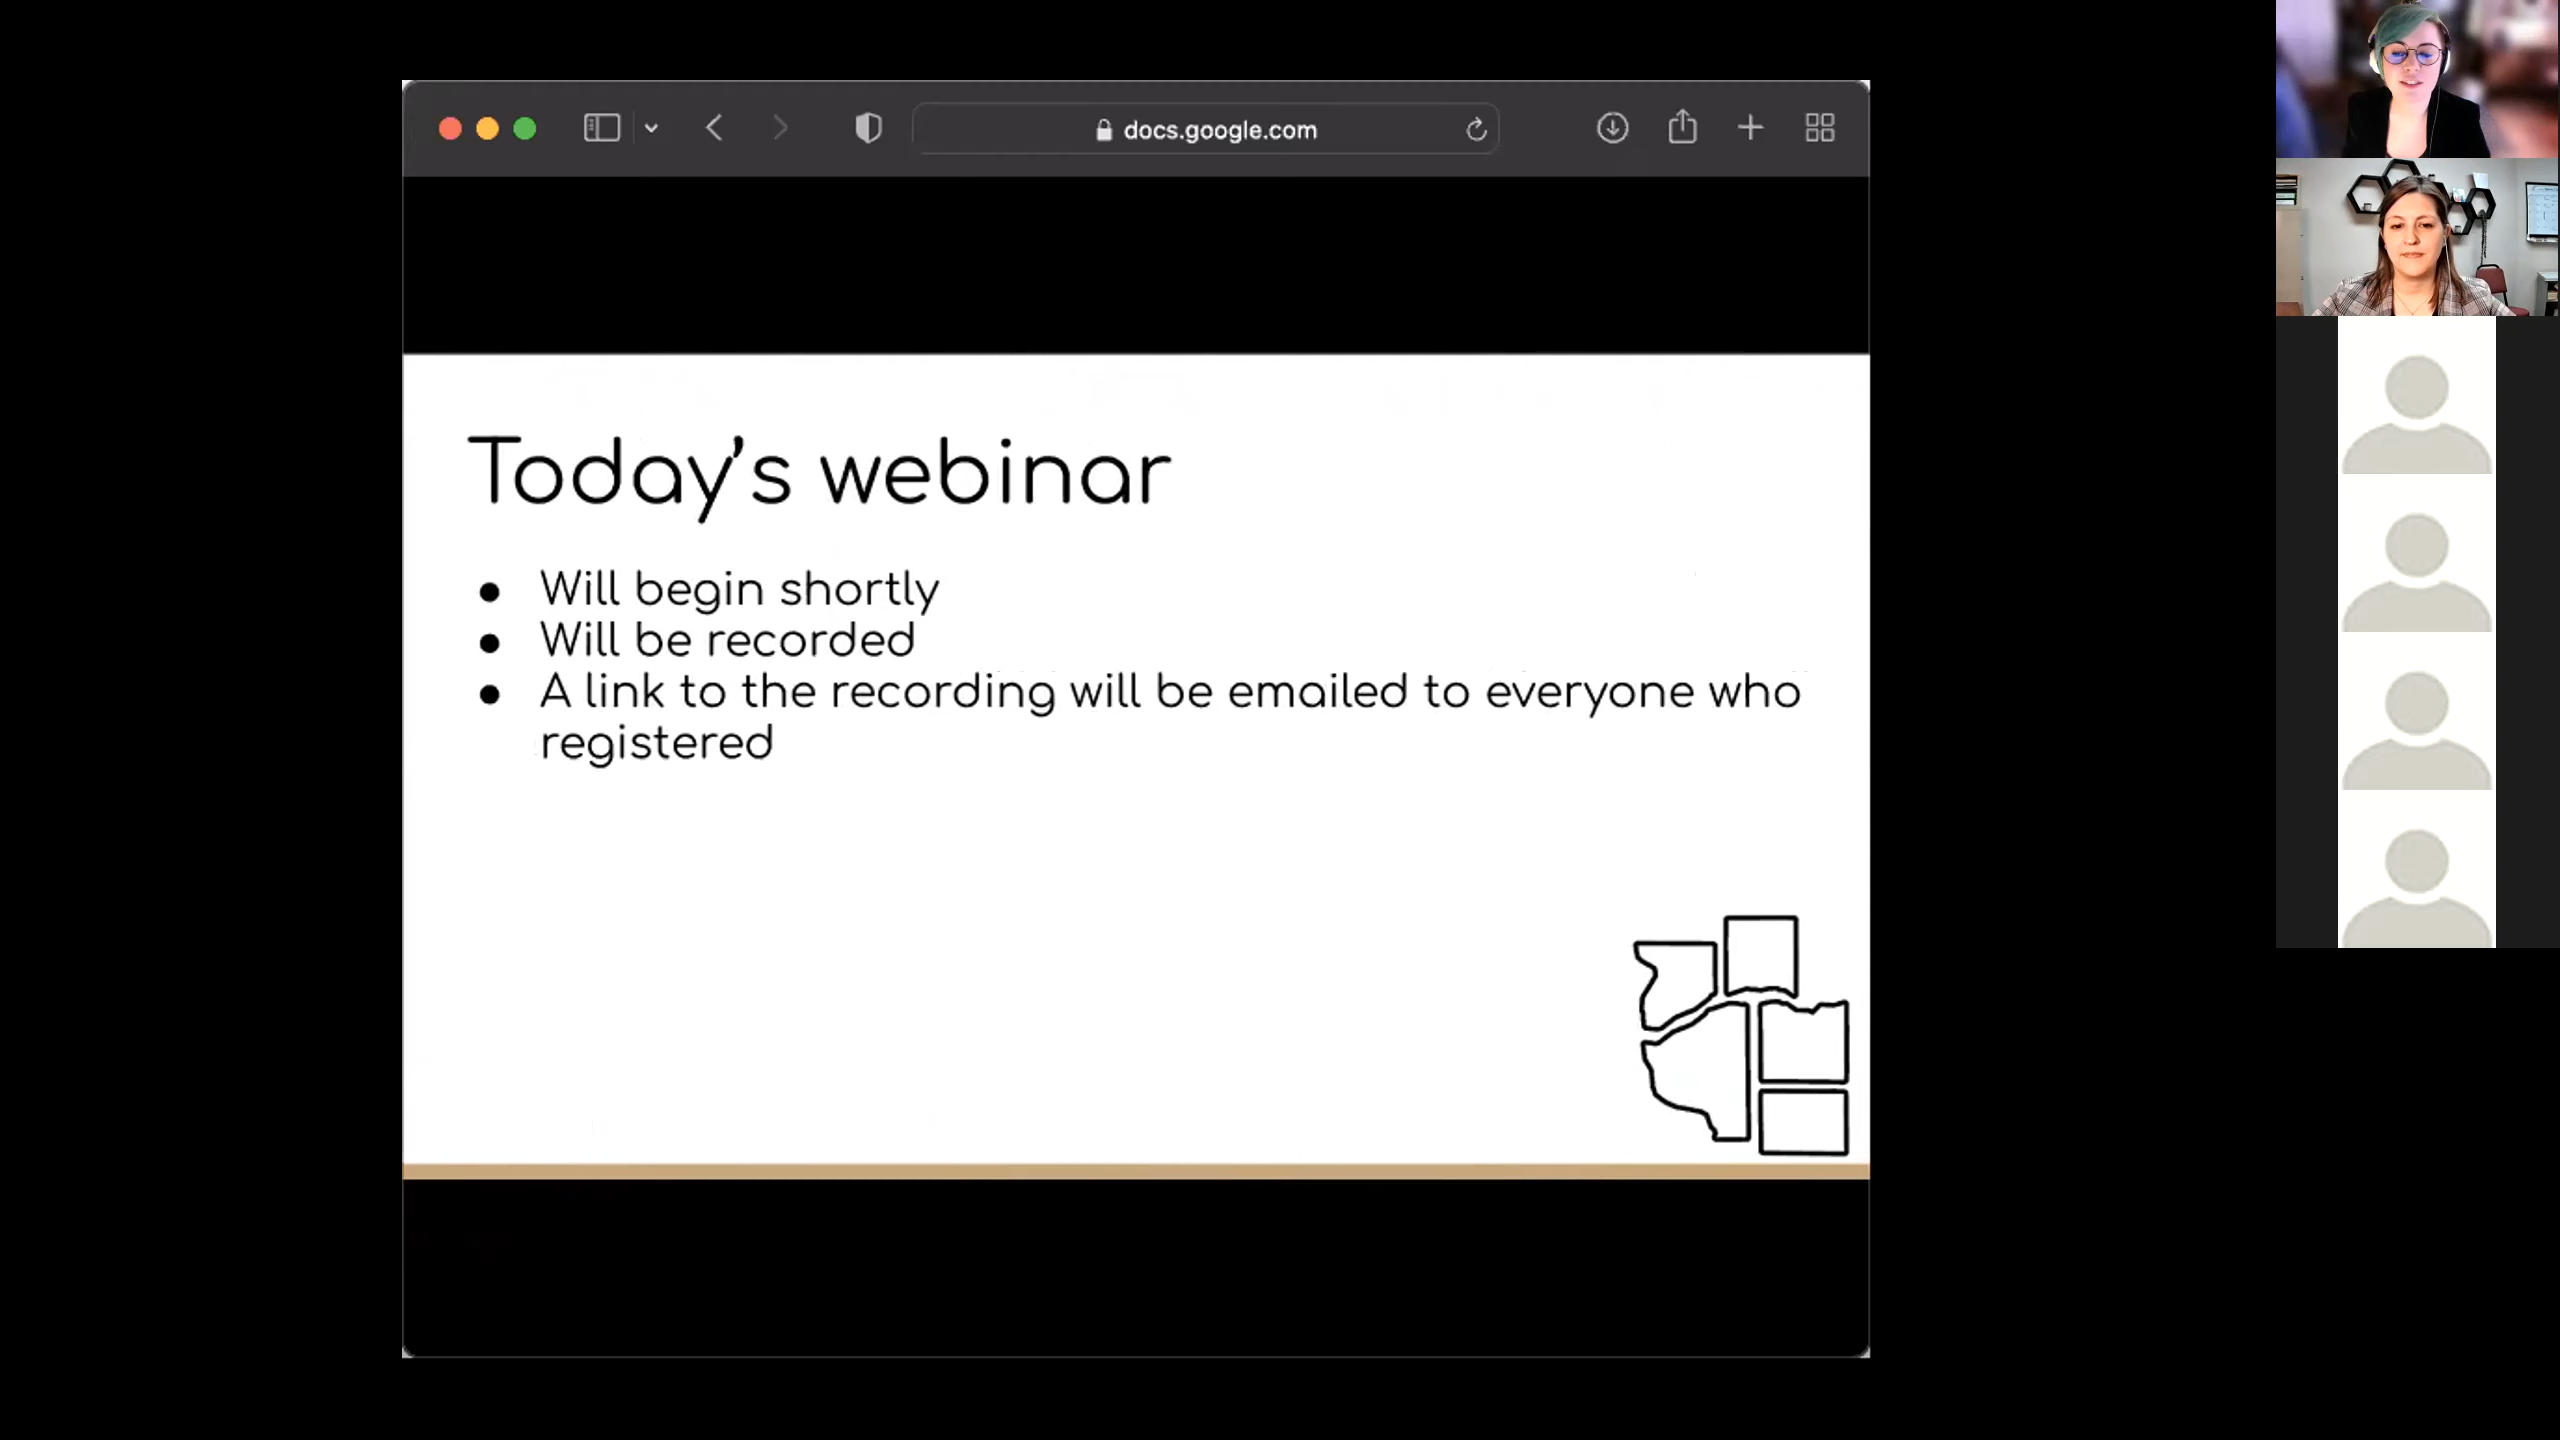 docs.google.com
Today's webinar
● Will begin shortly
● Will be recorded
● A link to the recording will be emailed to everyone who
registered